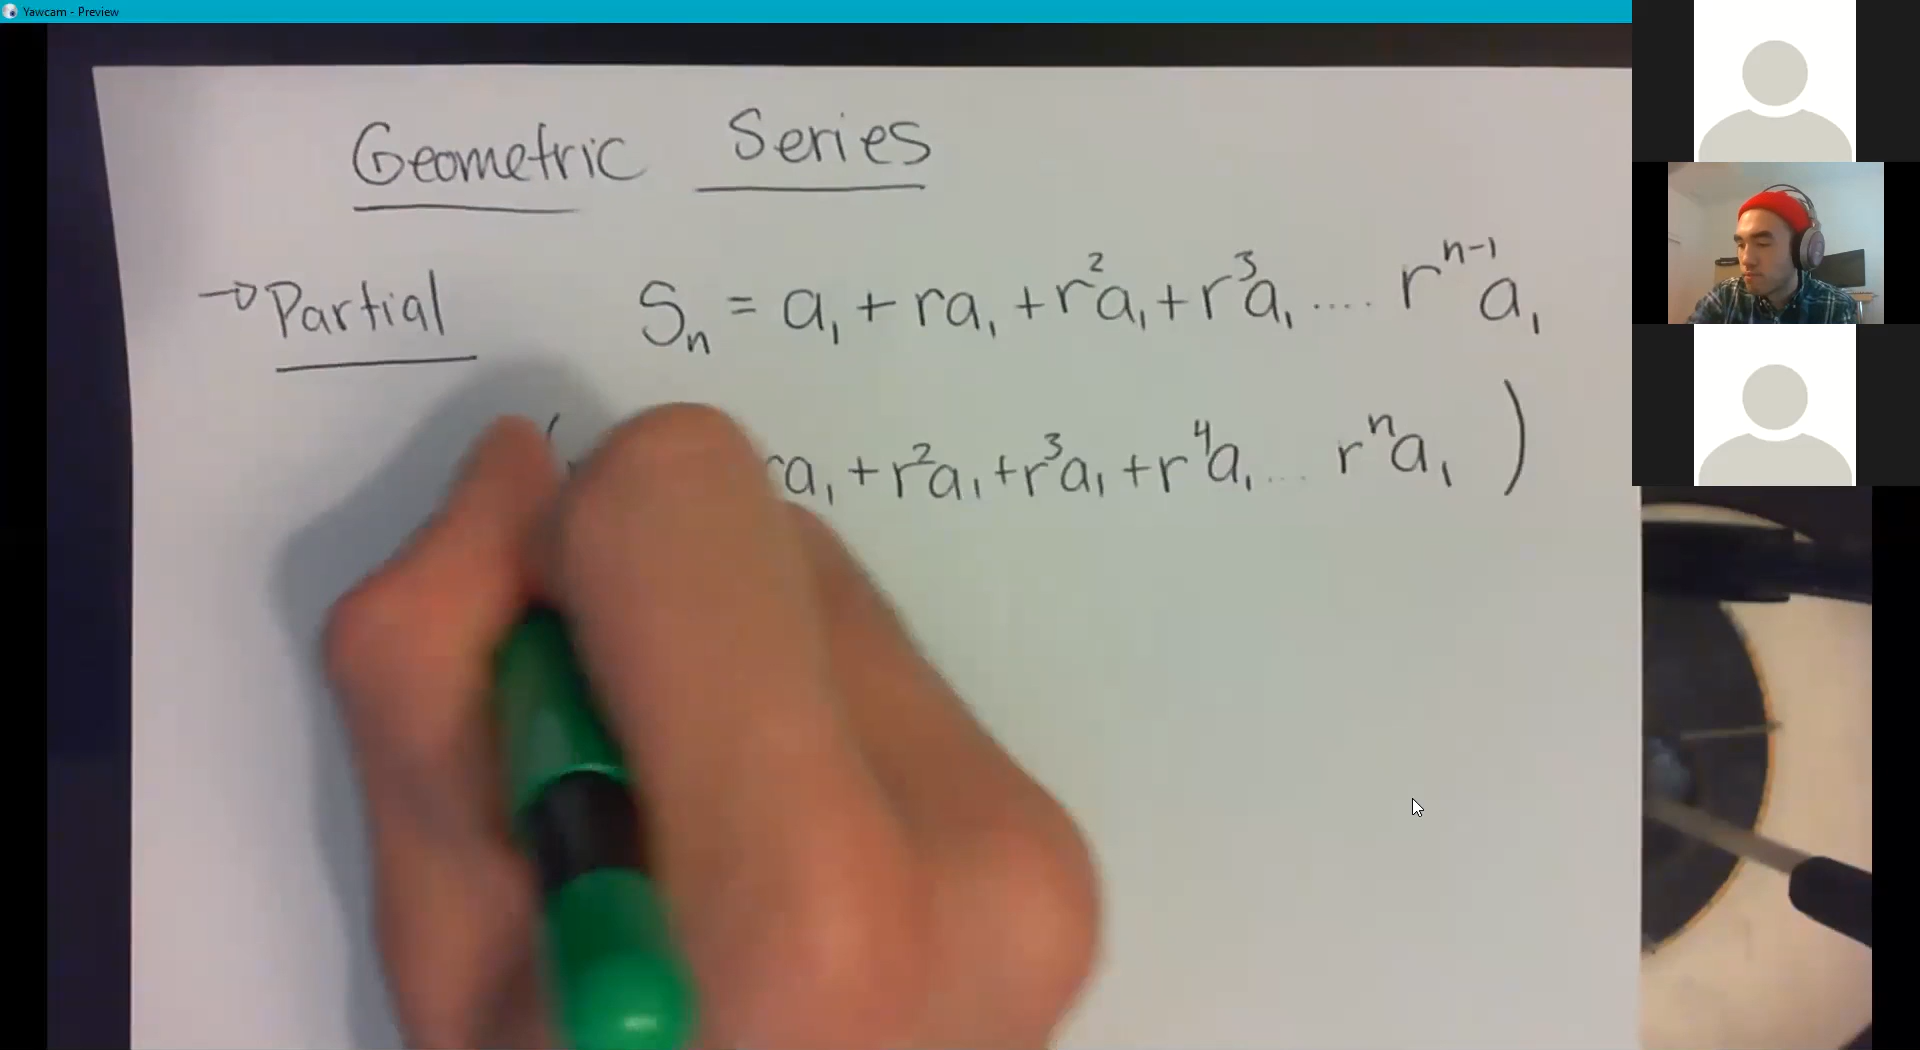 Yawcam - Preview
Geometric Series
→ Partial Sₙ = a₁ + ra₁ + r²a₁ + r³a₁ .... rⁿ⁻¹a₁
( ra₁ + r²a₁ + r³a₁ + r⁴a₁ ... rⁿa₁ )